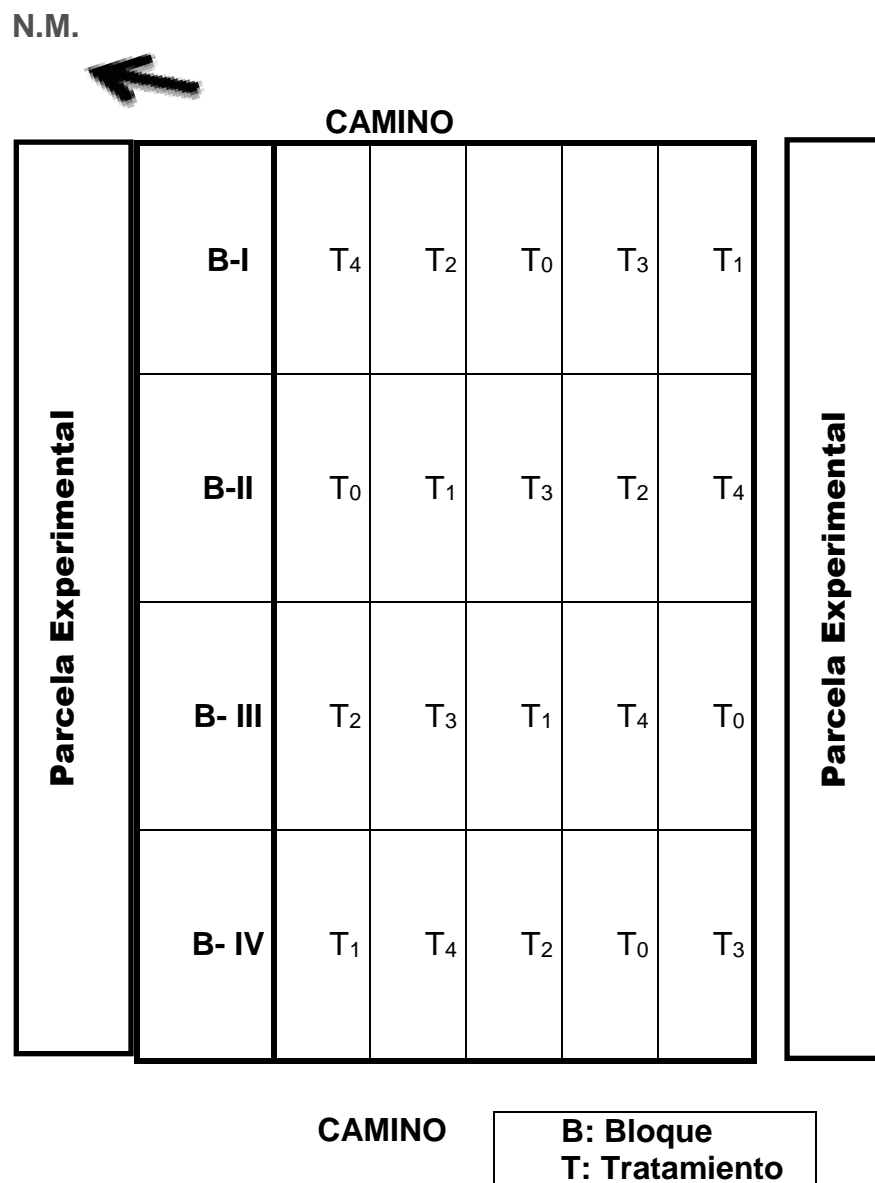 N.M.
CAMINO
Parcela Experimental
B-I T4 T2 T0 T3 T1
B-II T0 T1 T3 T2 T4
B- III T2 T3 T1 T4 T0
B- IV T1 T4 T2 T0 T3
Parcela Experimental
CAMINO
B: Bloque
T: Tratamiento